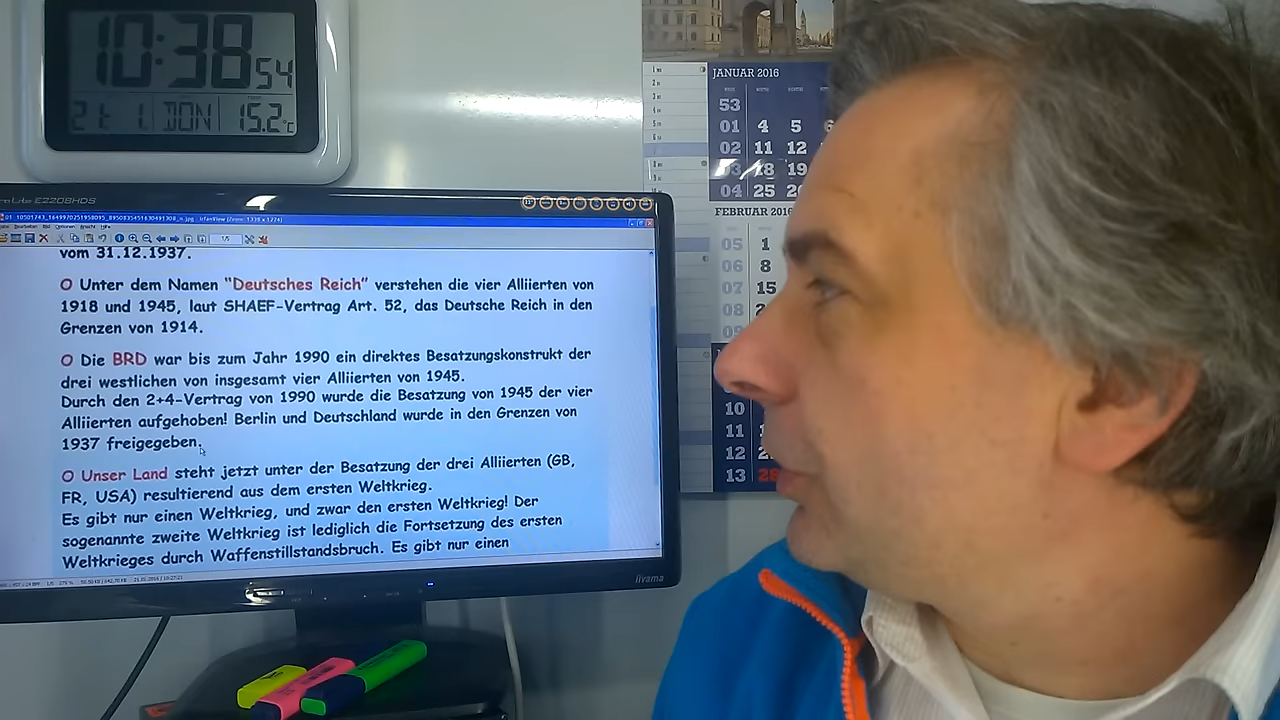 10:38 54
21. 1. DON 15.2°C
E2208HDS
vom 31.12.1937.
O Unter dem Namen "Deutsches Reich" verstehen die vier Alliierten von
1918 und 1945, laut SHAEF-Vertrag Art. 52, das Deutsche Reich in den
Grenzen von 1914.
O Die BRD war bis zum Jahr 1990 ein direktes Besatzungskonstrukt der
drei westlichen von insgesamt vier Alliierten von 1945.
Durch den 2+4-Vertrag von 1990 wurde die Besatzung von 1945 der vier
Alliierten aufgehoben! Berlin und Deutschland wurde in den Grenzen von
1937 freigegeben.
O Unser Land steht jetzt unter der Besatzung der drei Alliierten (GB,
FR, USA) resultierend aus dem ersten Weltkrieg.
Es gibt nur einen Weltkrieg, und zwar den ersten Weltkrieg! Der
sogenannte zweite Weltkrieg ist lediglich die Fortsetzung des ersten
Weltkrieges durch Waffenstillstandsbruch. Es gibt nur einen
iiyama
JANUAR 2016
53
01 4 5 6
02 11 12
03 18 19
04 25
FEBRUAR 2016
05 1
06 8
07 15
08
09
10
11
12
13